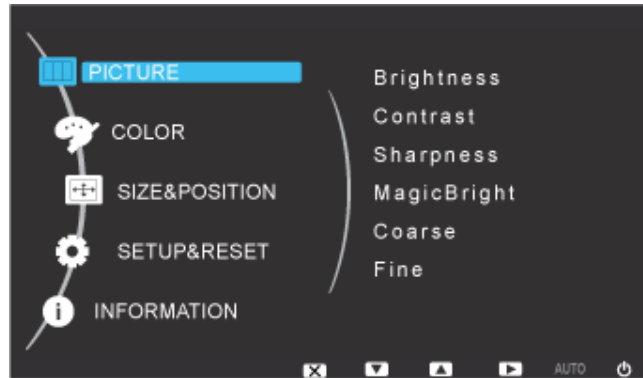 PICTURE
COLOR
SIZE&POSITION
SETUP&RESET
INFORMATION
Brightness
Contrast
Sharpness
MagicBright
Coarse
Fine
AUTO